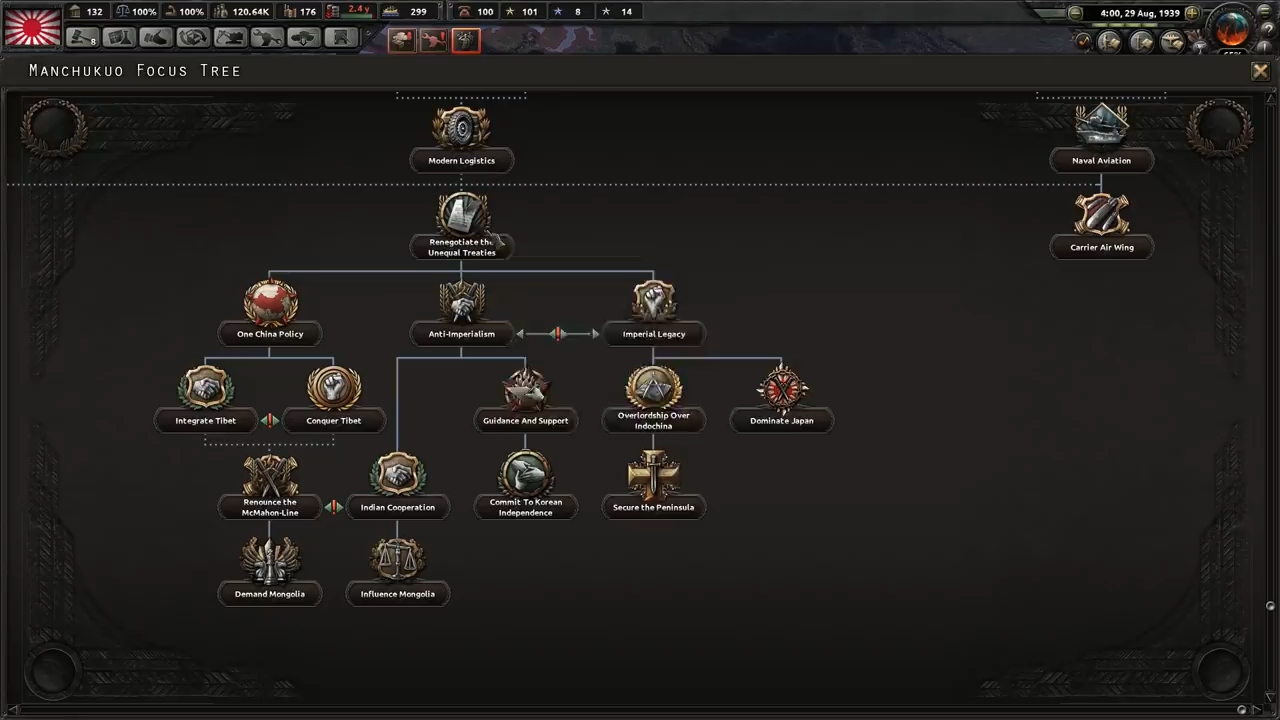 132 100% 100% 120.64K 176 2.4 y 299 100 101 8 14 4:00, 29 Aug, 1939
8
Manchukuo Focus Tree
Modern Logistics
Naval Aviation
Renegotiate the
Unequal Treaties
Carrier Air Wing
One China Policy
Anti-Imperialism
Imperial Legacy
Integrate Tibet
Conquer Tibet
Guidance And Support
Overlordship Over
Indochina
Dominate Japan
Renounce the
McMahon-Line
Indian Cooperation
Commit To Korean
Independence
Secure the Peninsula
Demand Mongolia
Influence Mongolia